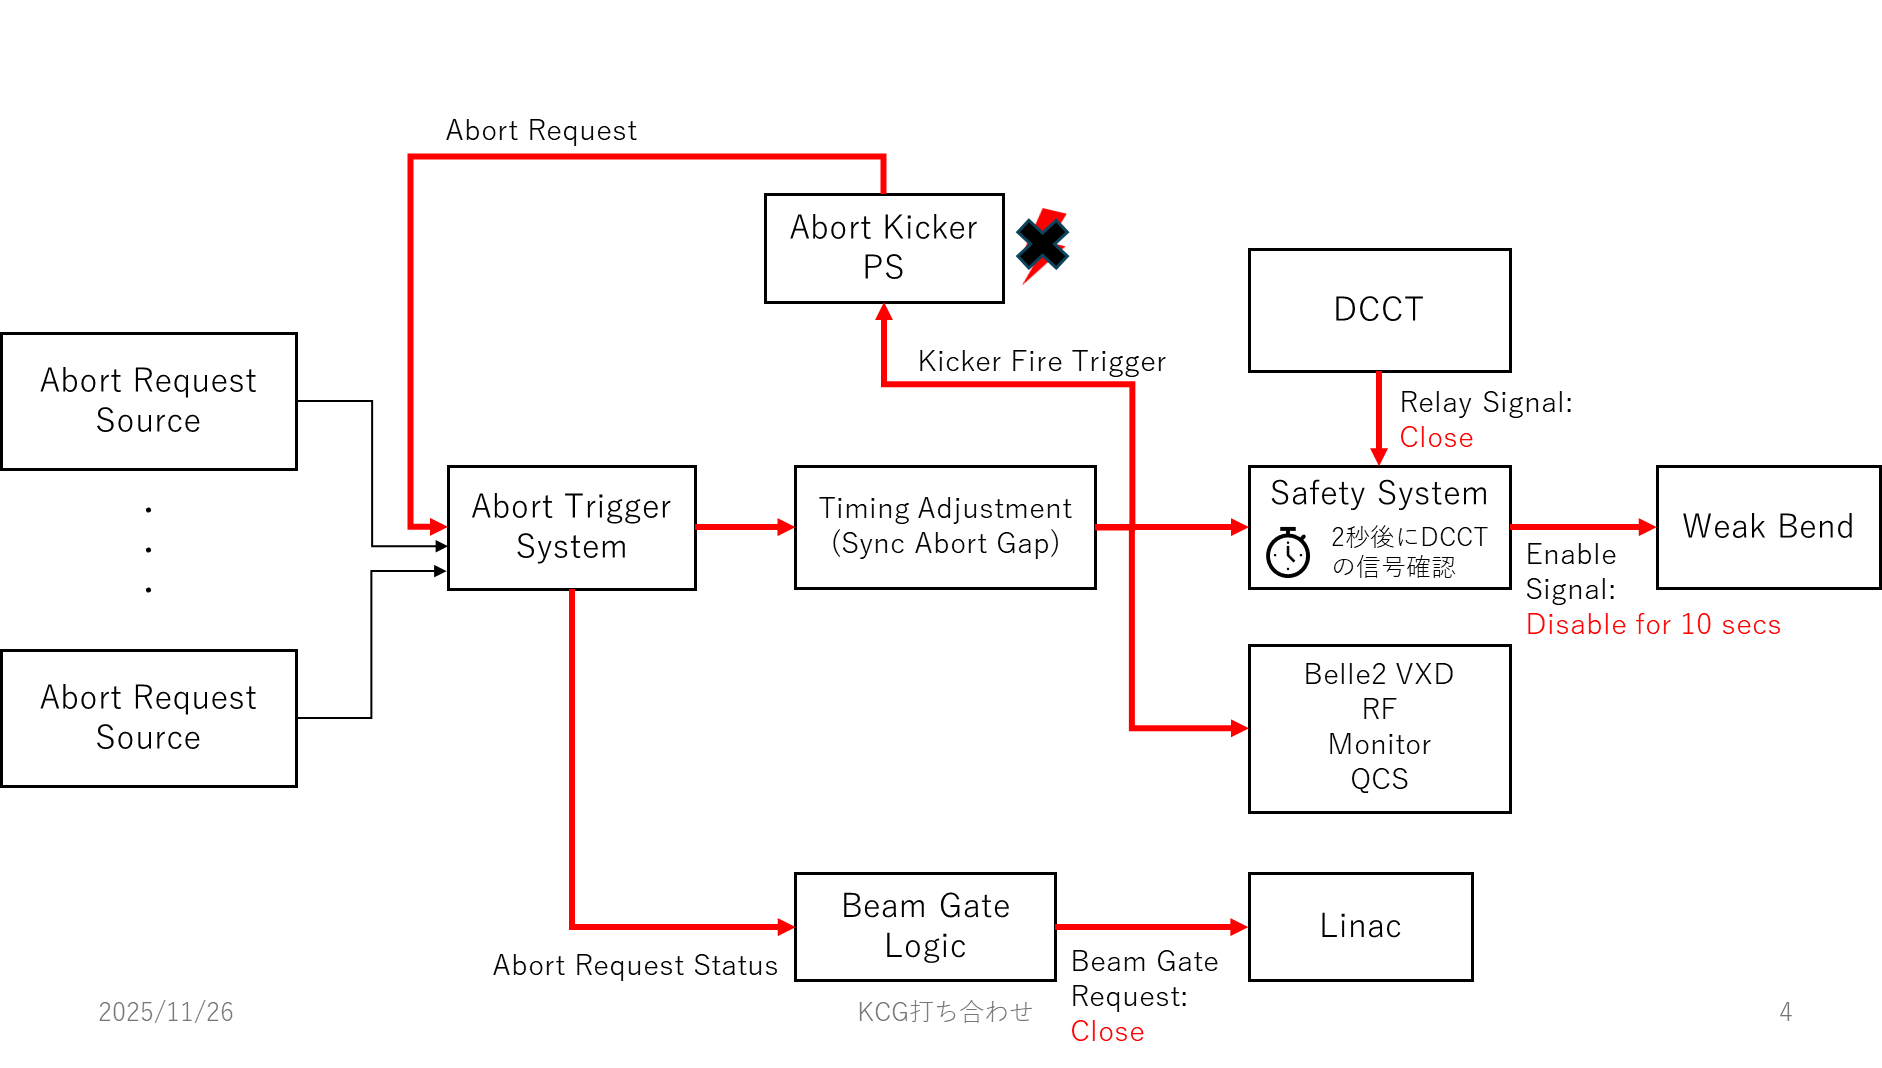 Abort Request
Abort Kicker
PS
DCCT
Kicker Fire Trigger
Relay Signal:
Close
Abort Request
Source
・
・
・
Abort Request
Source
Abort Trigger
System
Timing Adjustment
(Sync Abort Gap)
Safety System
2秒後にDCCT
の信号確認
Weak Bend
Enable
Signal:
Disable for 10 secs
Belle2 VXD
RF
Monitor
QCS
Beam Gate
Logic
Linac
Abort Request Status
Beam Gate
Request:
Close
2025/11/26
KCG打ち合わせ
4